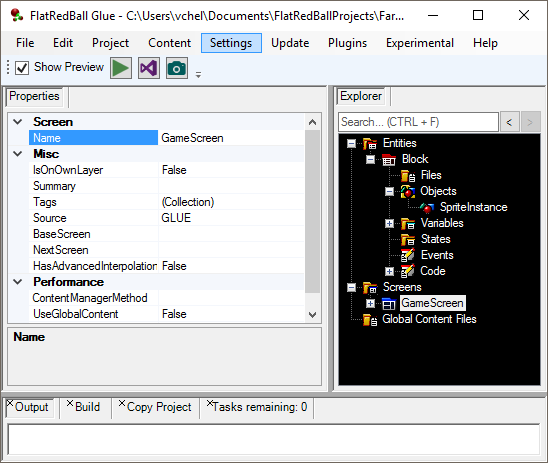 FlatRedBall Glue - C:\Users\vchel\Documents\FlatRedBallProjects\Far...
File Edit Project Content Settings Update Plugins Experimental Help
Show Preview
Properties
Screen
Name GameScreen
Misc
IsOnOwnLayer False
Summary
Tags (Collection)
Source GLUE
BaseScreen
NextScreen
HasAdvancedInterpolation False
Performance
ContentManagerMethod
UseGlobalContent False
Name
Explorer
Search... (CTRL + F) < >
Entities
Block
Files
Objects
SpriteInstance
Variables
States
Events
Code
Screens
GameScreen
Global Content Files
Output Build Copy Project Tasks remaining: 0